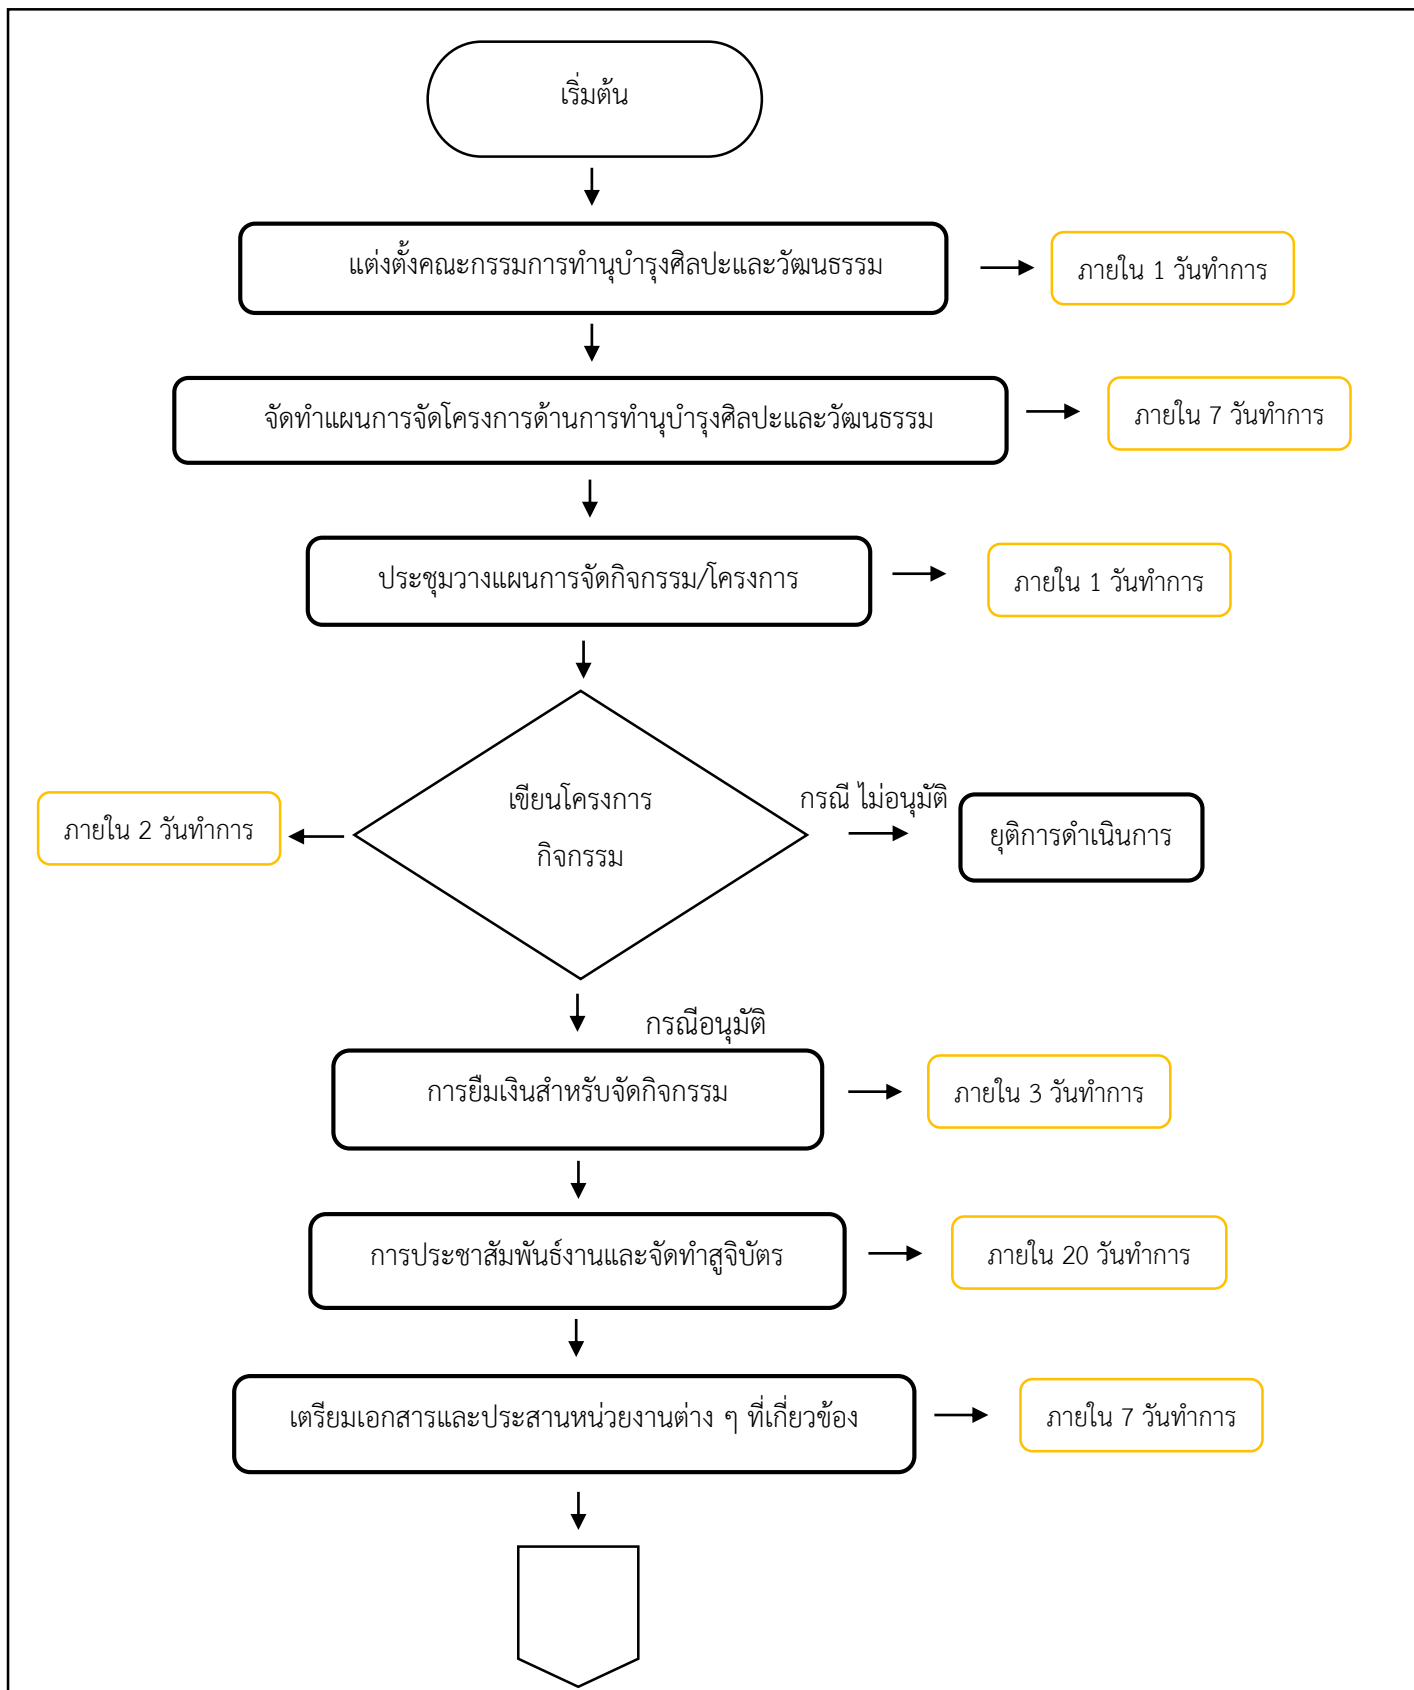 เริ่มต้น
แต่งตั้งคณะกรรมการทำนุบำรุงศิลปะและวัฒนธรรม
ภายใน 1 วันทำการ
จัดทำแผนการจัดโครงการด้านการทำนุบำรุงศิลปะและวัฒนธรรม
ภายใน 7 วันทำการ
ประชุมวางแผนการจัดกิจกรรม/โครงการ
ภายใน 1 วันทำการ
เขียนโครงการ
กิจกรรม
ภายใน 2 วันทำการ
กรณี ไม่อนุมัติ
ยุติการดำเนินการ
กรณีอนุมัติ
การยืมเงินสำหรับจัดกิจกรรม
ภายใน 3 วันทำการ
การประชาสัมพันธ์งานและจัดทำสูจิบัตร
ภายใน 20 วันทำการ
เตรียมเอกสารและประสานหน่วยงานต่าง ๆ ที่เกี่ยวข้อง
ภายใน 7 วันทำการ